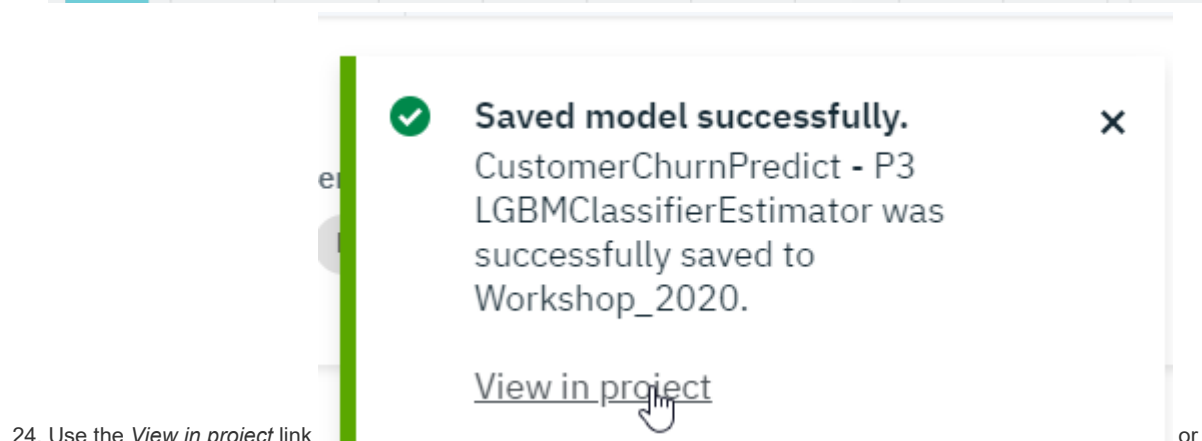 Saved model successfully.
CustomerChurnPredict - P3
LGBMClassifierEstimator was
successfully saved to
Workshop_2020.
View in project
24. Use the View in project link or